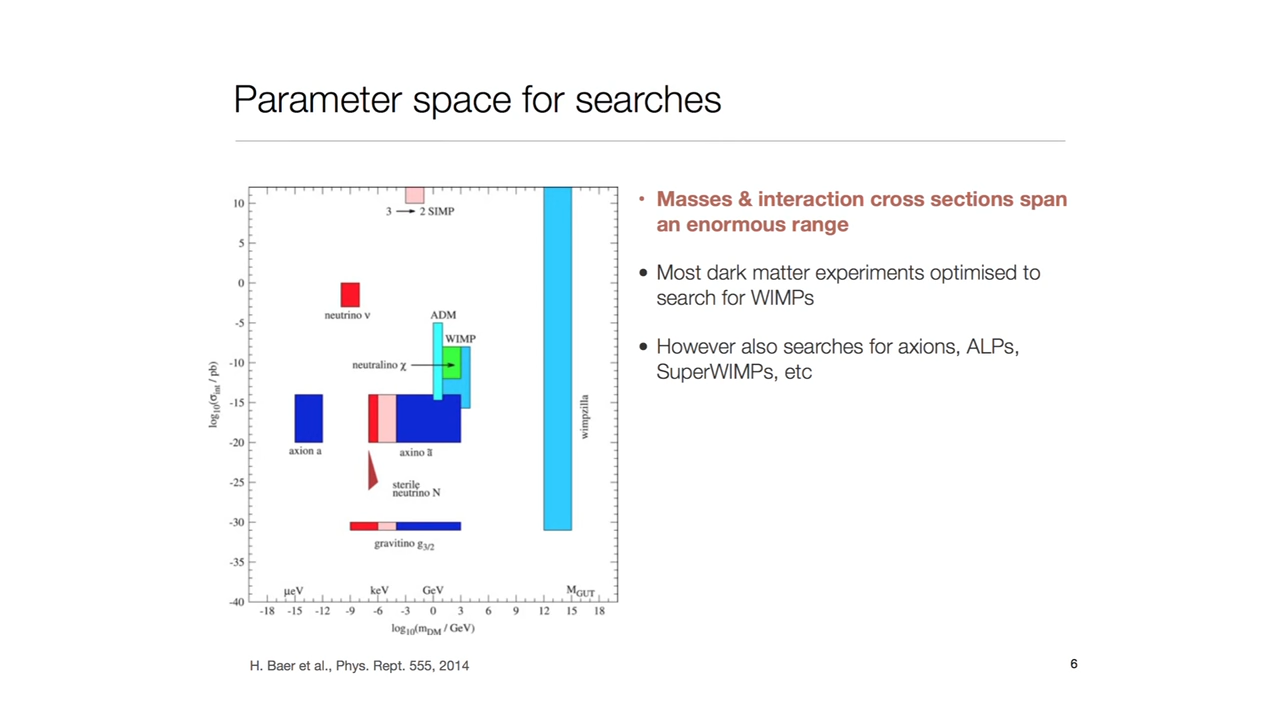 Parameter space for searches
10
5
0
-5
-10
-15
-20
-25
-30
-35
-40
log10(σint / pb)
3 → 2 SIMP
neutrino ν
ADM
WIMP
neutralino χ
wimpzilla
axion a
axino ã
sterile
neutrino N
gravitino g3/2
μeV keV GeV MGUT
-18 -15 -12 -9 -6 -3 0 3 6 9 12 15 18
log10(mDM / GeV)
• Masses & interaction cross sections span
an enormous range
• Most dark matter experiments optimised to
search for WIMPs
• However also searches for axions, ALPs,
SuperWIMPs, etc
H. Baer et al., Phys. Rept. 555, 2014
6